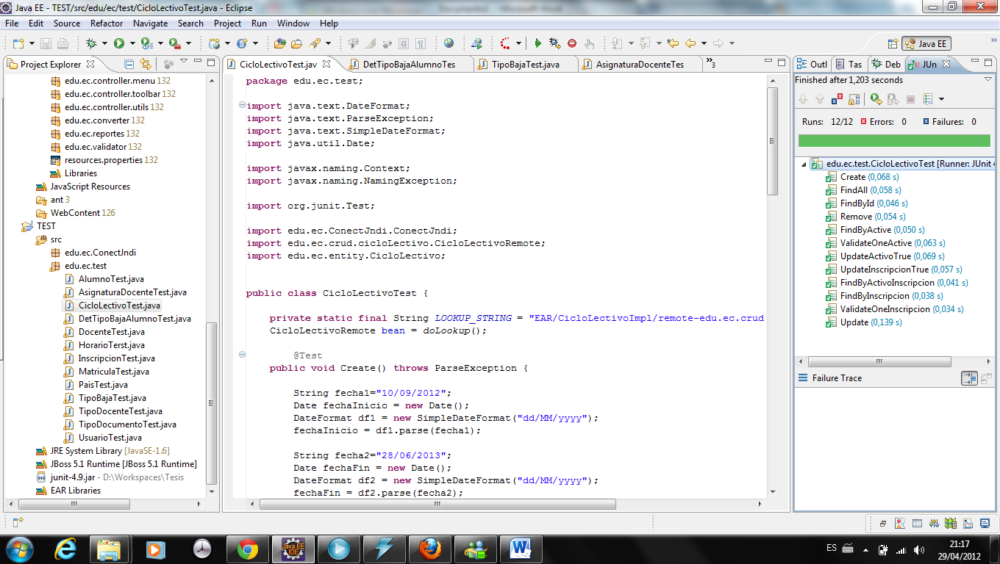 Java EE - TEST/src/edu/ec/test/CicloLectivoTest.java - Eclipse
File Edit Source Refactor Navigate Search Project Run Window Help
Java EE
Project Explorer
edu.ec.controller.menu 132
edu.ec.controller.toolbar 132
edu.ec.controller.utils 132
edu.ec.converter 132
edu.ec.reportes 132
edu.ec.validator 132
resources.properties 132
Libraries
JavaScript Resources
ant 3
WebContent 126
TEST
src
edu.ec.ConectJndi
edu.ec.test
AlumnoTest.java
AsignaturaDocenteTest.java
CicloLectivoTest.java
DetTipoBajaAlumnoTest.java
DocenteTest.java
HorarioTerst.java
InscripcionTest.java
MatriculaTest.java
PaisTest.java
TipoBajaTest.java
TipoDocenteTest.java
TipoDocumentoTest.java
UsuarioTest.java
JRE System Library [JavaSE-1.6]
JBoss 5.1 Runtime [JBoss 5.1 Runtime]
junit-4.9.jar - D:\Workspaces\Tesis
EAR Libraries
CicloLectivoTest.jav DetTipoBajaAlumnoTes TipoBajaTest.java AsignaturaDocenteTes »3
package edu.ec.test;
import java.text.DateFormat;
import java.text.ParseException;
import java.text.SimpleDateFormat;
import java.util.Date;
import javax.naming.Context;
import javax.naming.NamingException;
import org.junit.Test;
import edu.ec.ConectJndi.ConectJndi;
import edu.ec.crud.cicloLectivo.CicloLectivoRemote;
import edu.ec.entity.CicloLectivo;
public class CicloLectivoTest {
private static final String LOOKUP_STRING = "EAR/CicloLectivoImpl/remote-edu.ec.crud
CicloLectivoRemote bean = doLookup();
@Test
public void Create() throws ParseException {
String fecha1="10/09/2012";
Date fechaInicio = new Date();
DateFormat df1 = new SimpleDateFormat("dd/MM/yyyy");
fechaInicio = df1.parse(fecha1);
String fecha2="28/06/2013";
Date fechaFin = new Date();
DateFormat df2 = new SimpleDateFormat("dd/MM/yyyy");
fechaFin = df2.parse(fecha2);
Outl Tas Deb JUn
Finished after 1,203 seconds
Runs: 12/12 Errors: 0 Failures: 0
edu.ec.test.CicloLectivoTest [Runner: JUnit 4
Create (0,068 s)
FindAll (0,058 s)
FindById (0,046 s)
Remove (0,054 s)
FindByActive (0,050 s)
ValidateOneActive (0,063 s)
UpdateActivoTrue (0,069 s)
UpdateInscripcionTrue (0,057 s)
FindByActivoInscripcion (0,041 s)
FindByInscripcion (0,038 s)
ValidateOneInscripcion (0,034 s)
Update (0,139 s)
Failure Trace
Java EE
IDE
ES
21:17
29/04/2012